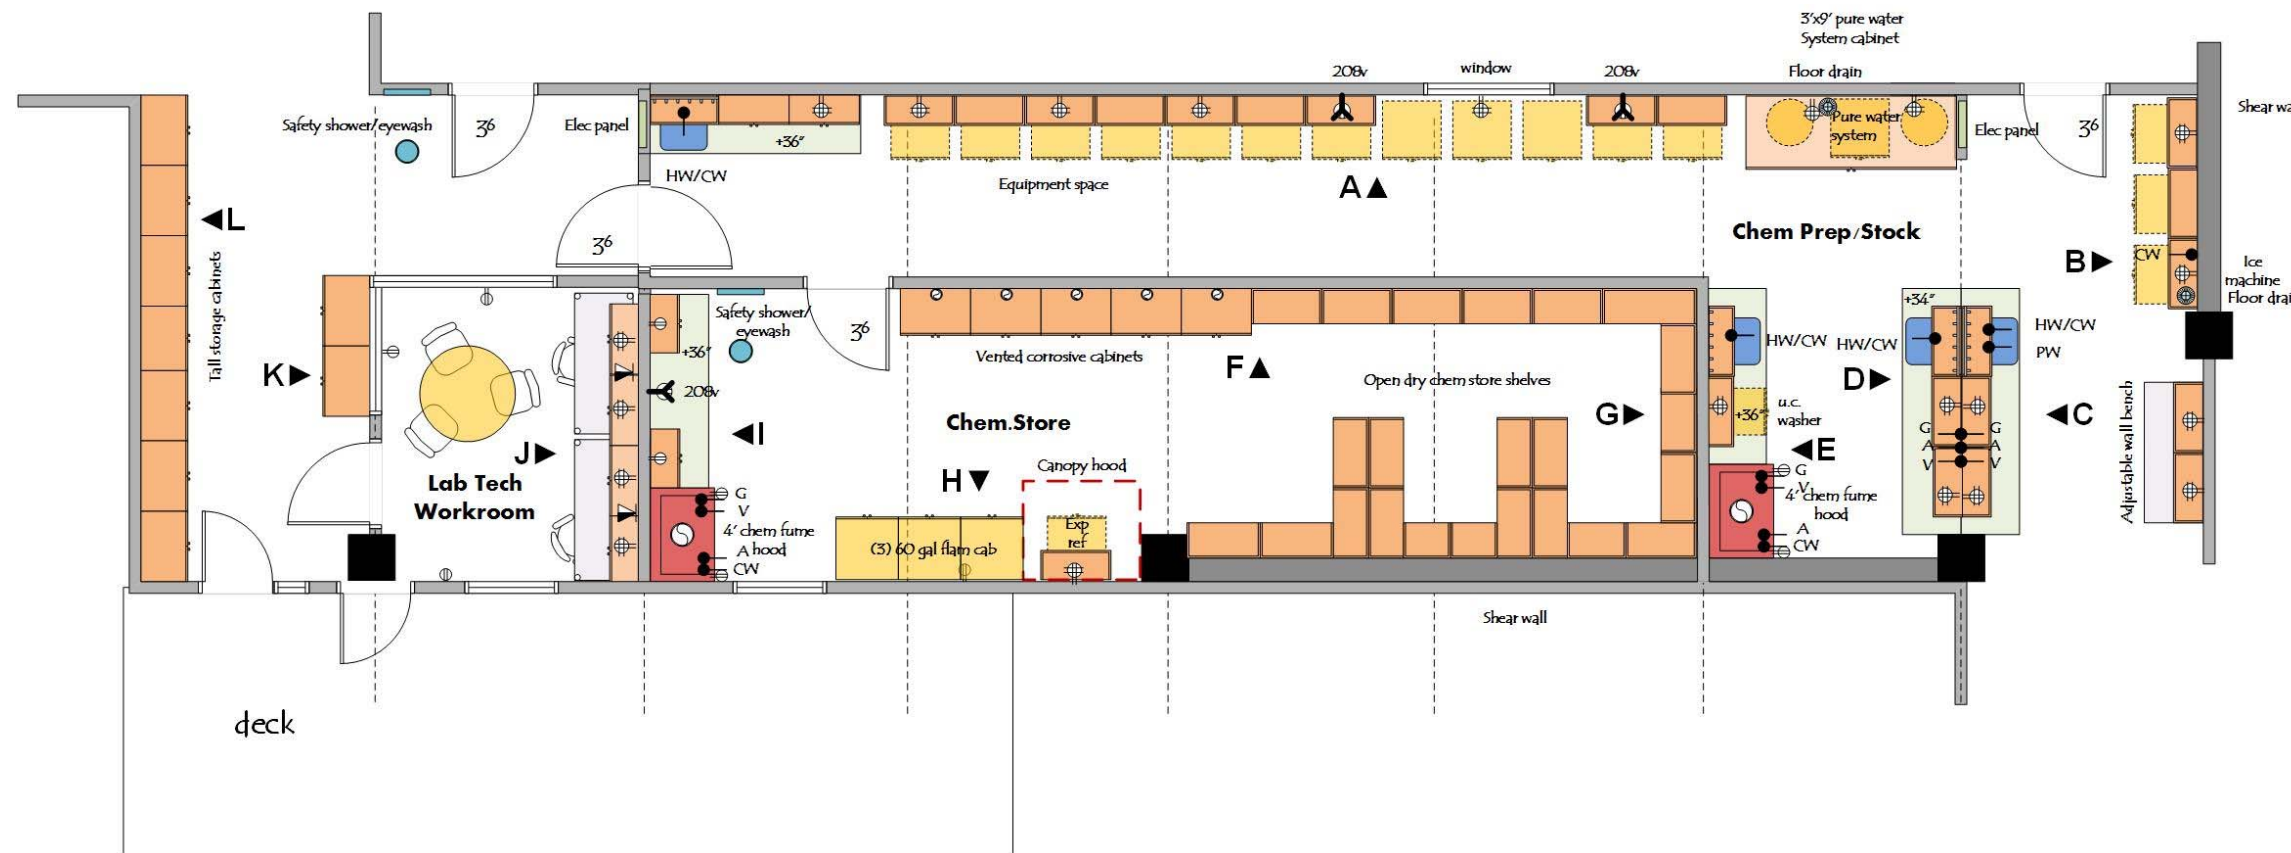 3'x9' pure water
System cabinet
208v
window
208v
Floor drain
Safety shower/eyewash
36
Elec panel
+36"
Pure water
system
Elec panel
36
Shear wa
HW/CW
Equipment space
A
L
36
Chem Prep/Stock
B
CW
Ice
machine
Floor drai
Tall storage cabinets
Safety shower/
eyewash
36
+34"
HW/CW
PW
HW/CW
HW/CW
+36"
Vented corrosive cabinets
K
F
Open dry chem store shelves
D
208v
u.c.
washer
+36"
G
C
Adjustable wall bench
Chem.Store
I
J
E
G
A
V
G
A
V
Lab Tech
Workroom
H
Canopy hood
G
V
4' chem fume
hood
A
CW
(3) 60 gal flam cab
Exp
ref
G
V
4' chem fume
hood
A
CW
Shear wall
deck